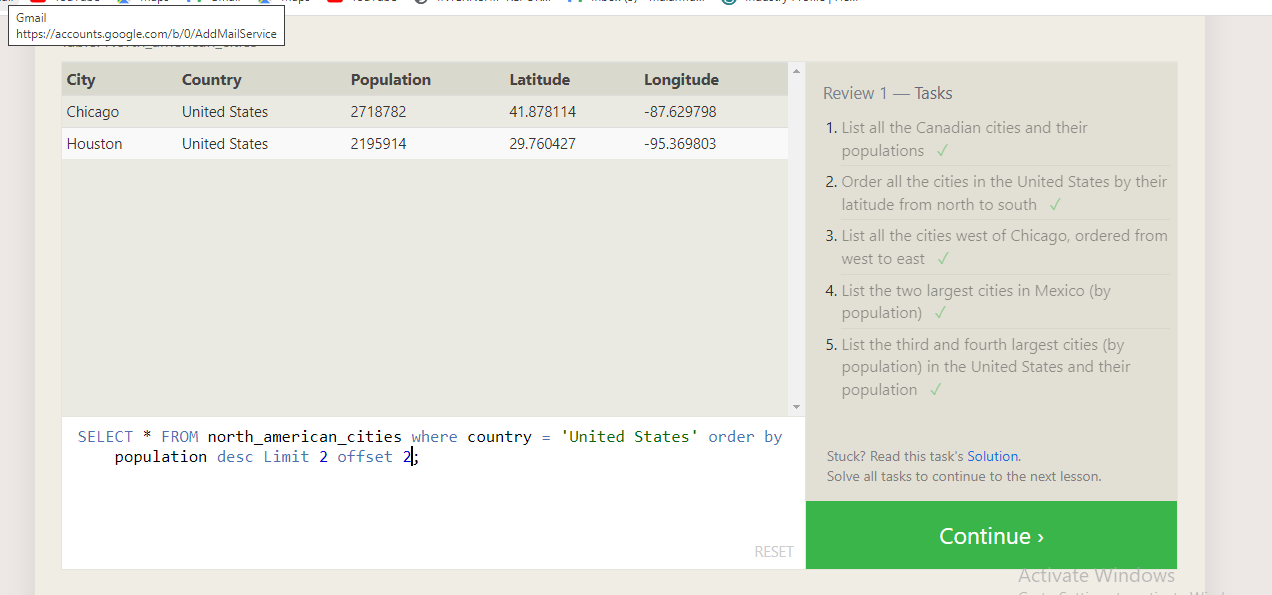 Gmail
https://accounts.google.com/b/0/AddMailService
City Country Population Latitude Longitude
Chicago United States 2718782 41.878114 -87.629798
Houston United States 2195914 29.760427 -95.369803
SELECT * FROM north_american_cities where country = 'United States' order by
population desc Limit 2 offset 2;
RESET
Review 1 — Tasks
1. List all the Canadian cities and their
populations ✓
2. Order all the cities in the United States by their
latitude from north to south ✓
3. List all the cities west of Chicago, ordered from
west to east ✓
4. List the two largest cities in Mexico (by
population) ✓
5. List the third and fourth largest cities (by
population) in the United States and their
population ✓
Stuck? Read this task's Solution.
Solve all tasks to continue to the next lesson.
Continue ›
Activate Windows